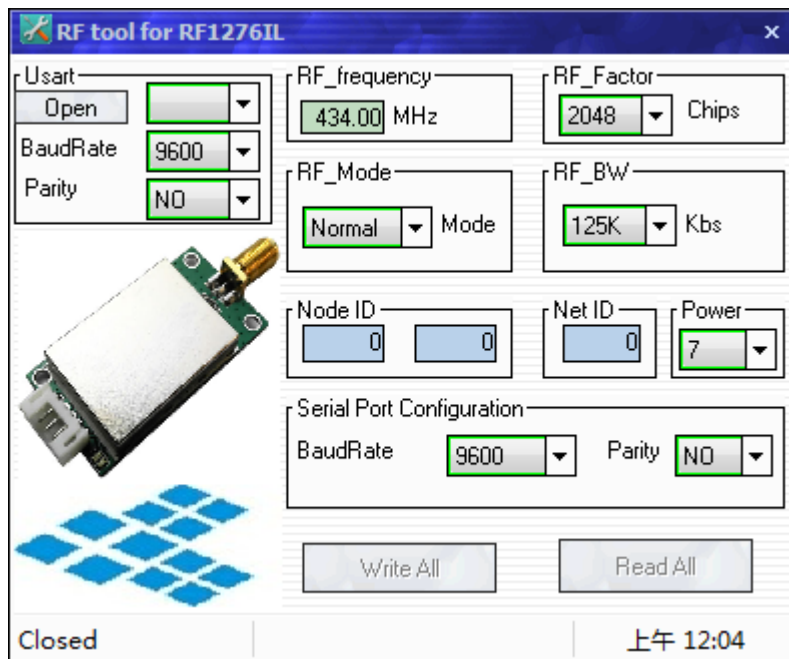 RF tool for RF1276IL
Usart
Open
BaudRate 9600
Parity NO
RF_frequency
434.00 MHz
RF_Factor
2048 Chips
RF_Mode
Normal Mode
RF_BW
125K Kbs
Node ID
0 0
Net ID
0
Power
7
Serial Port Configuration
BaudRate 9600 Parity NO
Write All Read All
Closed 上午 12:04